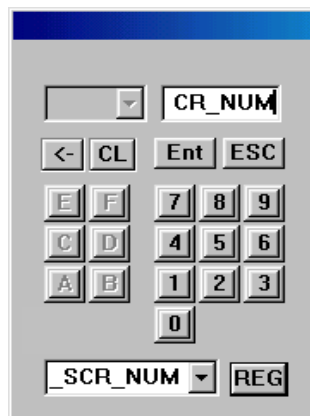 CR_NUM
<- CL Ent ESC
E F 7 8 9
C D 4 5 6
A B 1 2 3
0
_SCR_NUM REG